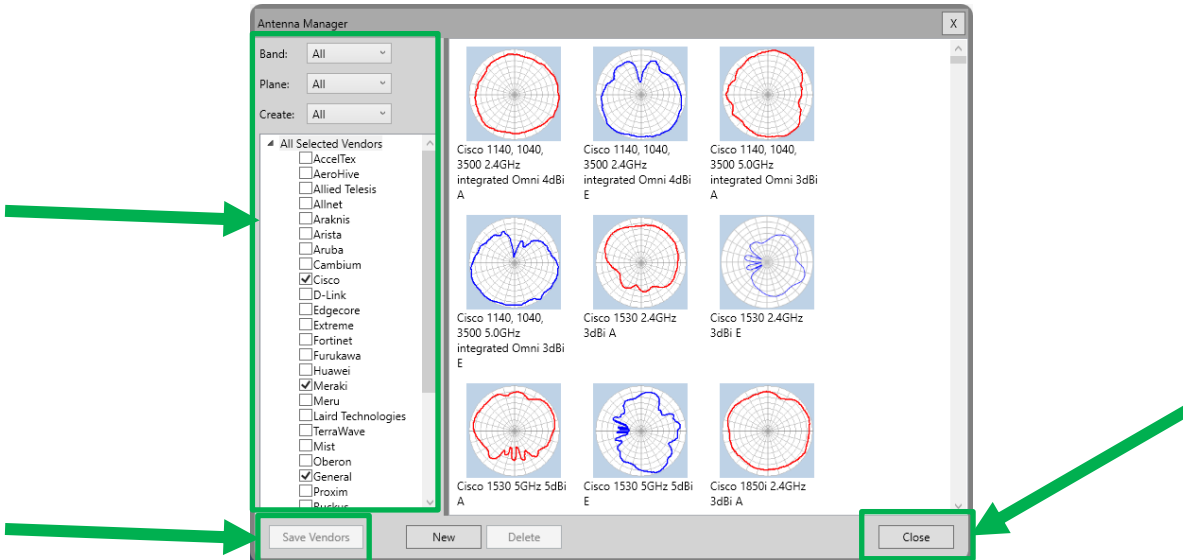 Antenna Manager
X
Band:
All
Plane:
All
Create:
All
All Selected Vendors
AccelTex
AeroHive
Allied Telesis
Allnet
Araknis
Arista
Aruba
Cambium
Cisco
D-Link
Edgecore
Extreme
Fortinet
Furukawa
Huawei
Meraki
Meru
Laird Technologies
TerraWave
Mist
Oberon
General
Proxim
Ruckus
Cisco 1140, 1040,
3500 2.4GHz
integrated Omni 4dBi
A
Cisco 1140, 1040,
3500 2.4GHz
integrated Omni 4dBi
E
Cisco 1140, 1040,
3500 5.0GHz
integrated Omni 3dBi
A
Cisco 1140, 1040,
3500 5.0GHz
integrated Omni 3dBi
E
Cisco 1530 2.4GHz
3dBi A
Cisco 1530 2.4GHz
3dBi E
Cisco 1530 5GHz 5dBi
A
Cisco 1530 5GHz 5dBi
E
Cisco 1850i 2.4GHz
3dBi A
Save Vendors
New
Delete
Close